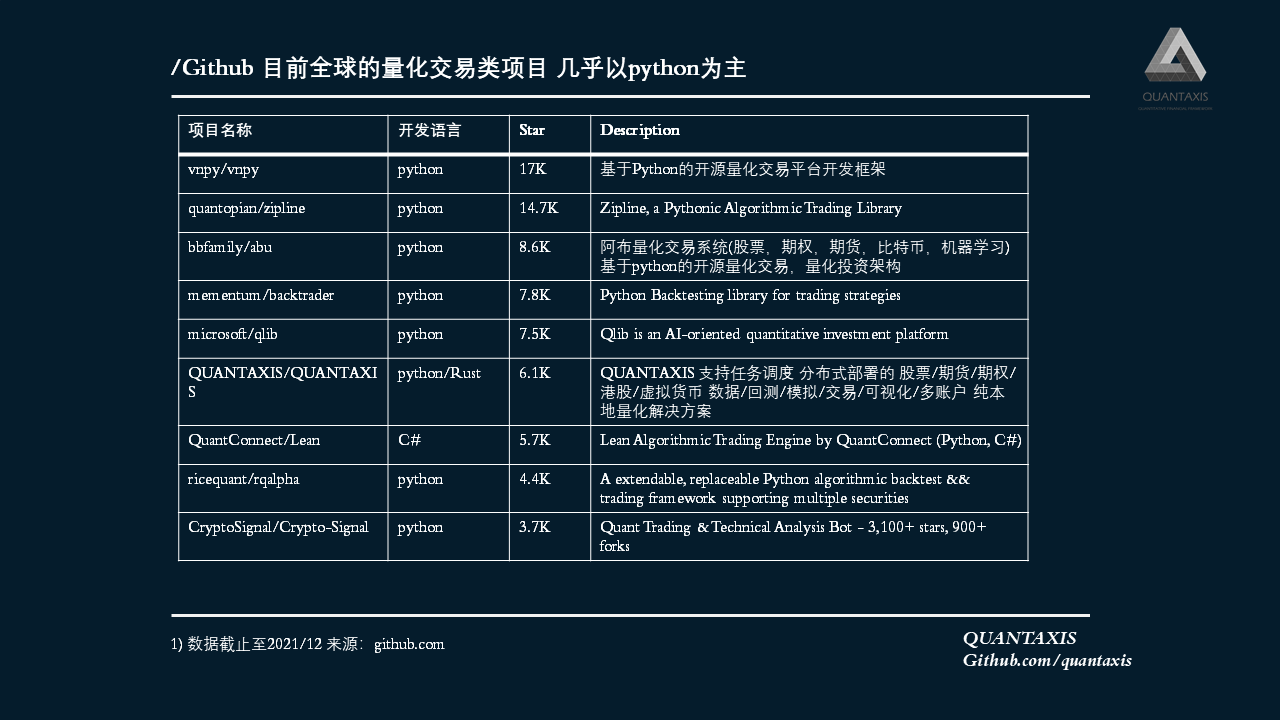 /Github 目前全球的量化交易类项目 几乎以python为主
QUANTAXIS
项目名称 开发语言 Star Description
vnpy/vnpy python 17K 基于Python的开源量化交易平台开发框架
quantopian/zipline python 14.7K Zipline, a Pythonic Algorithmic Trading Library
bbfamily/abu python 8.6K 阿布量化交易系统(股票，期权，期货，比特币，机器学习)
基于python的开源量化交易，量化投资架构
mementum/backtrader python 7.8K Python Backtesting library for trading strategies
microsoft/qlib python 7.5K Qlib is an AI-oriented quantitative investment platform
QUANTAXIS/QUANTAXI python/Rust 6.1K QUANTAXIS 支持任务调度 分布式部署的 股票/期货/期权/
S 港股/虚拟货币 数据/回测/模拟/交易/可视化/多账户 纯本
地量化解决方案
QuantConnect/Lean C# 5.7K Lean Algorithmic Trading Engine by QuantConnect (Python, C#)
ricequant/rqalpha python 4.4K A extendable, replaceable Python algorithmic backtest &&
trading framework supporting multiple securities
CryptoSignal/Crypto-Signal python 3.7K Quant Trading & Technical Analysis Bot - 3,100+ stars, 900+
forks
1) 数据截止至2021/12 来源：github.com
QUANTAXIS
Github.com/quantaxis